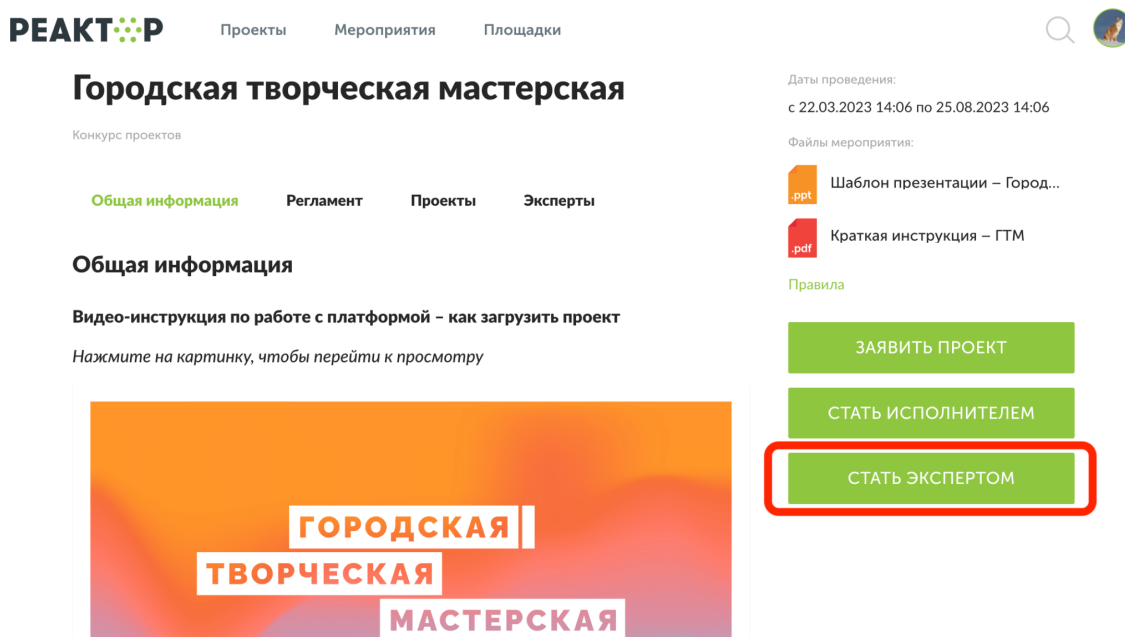 РЕАКТОР
Проекты
Мероприятия
Площадки
Городская творческая мастерская
Конкурс проектов
Общая информация
Регламент
Проекты
Эксперты
Общая информация
Видео-инструкция по работе с платформой – как загрузить проект
Нажмите на картинку, чтобы перейти к просмотру
ГОРОДСКАЯ
ТВОРЧЕСКАЯ
МАСТЕРСКАЯ
Даты проведения:
с 22.03.2023 14:06 по 25.08.2023 14:06
Файлы мероприятия:
.ppt
Шаблон презентации – Город...
.pdf
Краткая инструкция – ГТМ
Правила
ЗАЯВИТЬ ПРОЕКТ
СТАТЬ ИСПОЛНИТЕЛЕМ
СТАТЬ ЭКСПЕРТОМ